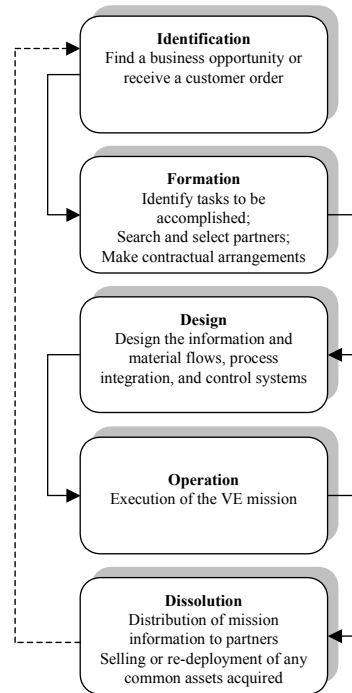 Identification
Find a business opportunity or
receive a customer order
Formation
Identify tasks to be
accomplished;
Search and select partners;
Make contractual arrangements
Design
Design the information and
material flows, process
integration, and control systems
Operation
Execution of the VE mission
Dissolution
Distribution of mission
information to partners
Selling or re-deployment of any
common assets acquired